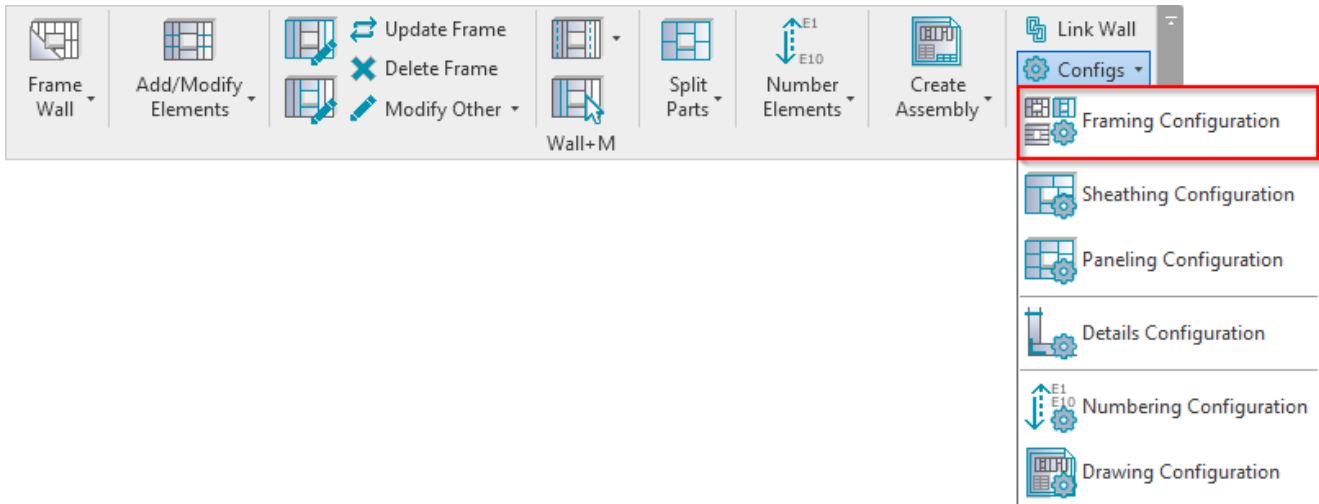 Frame
Wall
Add/Modify
Elements
Update Frame
Delete Frame
Modify Other
Wall+M
Split
Parts
E1
E10
Number
Elements
Create
Assembly
Link Wall
Configs
Framing Configuration
Sheathing Configuration
Paneling Configuration
Details Configuration
E1
E10
Numbering Configuration
Drawing Configuration